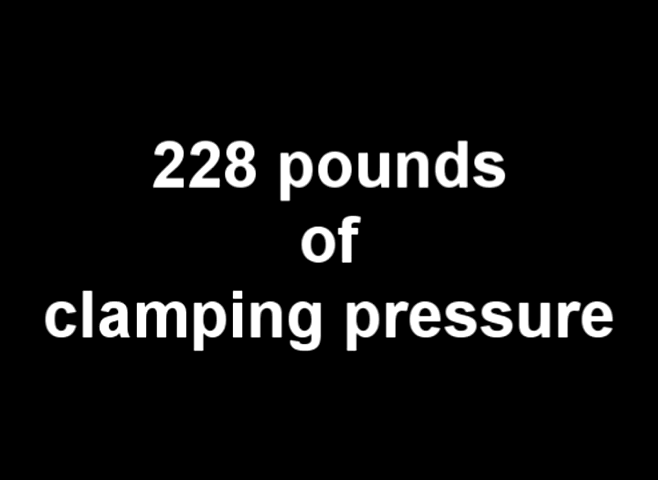 228 pounds
of
clamping pressure